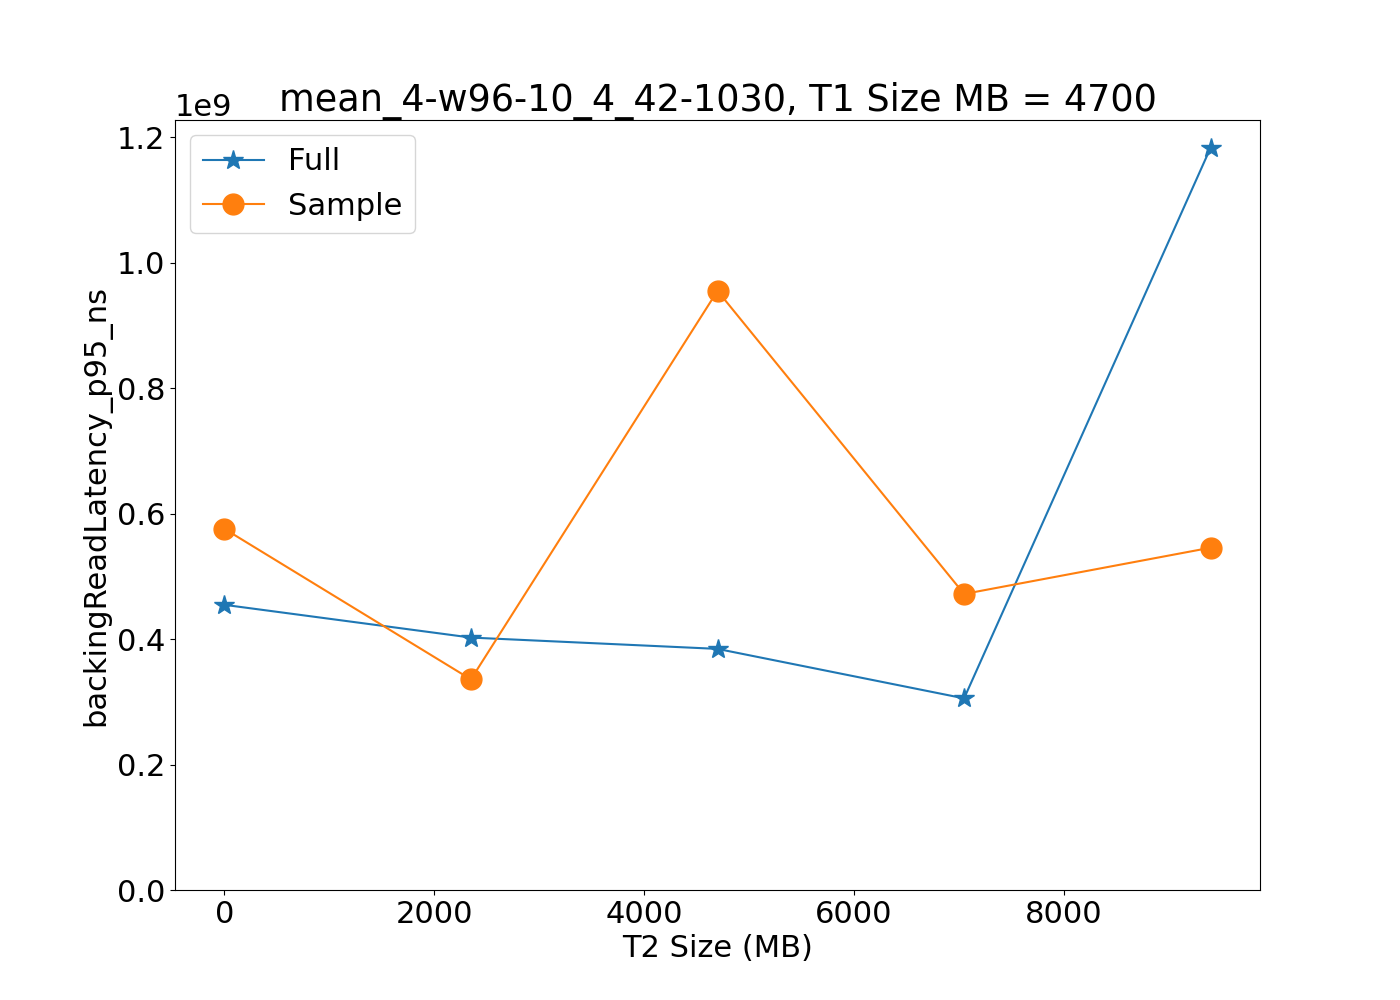 mean_4-w96-10_4_42-1030, T1 Size MB = 4700
1e9
Full
Sample
1.2
1.0
0.8
0.6
0.4
0.2
0.0
backingReadLatency_p95_ns
0 2000 4000 6000 8000
T2 Size (MB)